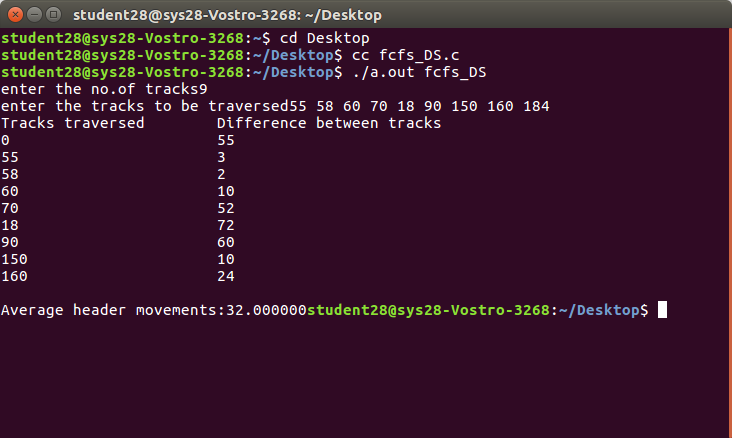 student28@sys28-Vostro-3268: ~/Desktop
student28@sys28-Vostro-3268:~$ cd Desktop
student28@sys28-Vostro-3268:~/Desktop$ cc fcfs_DS.c
student28@sys28-Vostro-3268:~/Desktop$ ./a.out fcfs_DS
enter the no.of tracks9
enter the tracks to be traversed55 58 60 70 18 90 150 160 184
Tracks traversed Difference between tracks
0 55
55 3
58 2
60 10
70 52
18 72
90 60
150 10
160 24
Average header movements:32.000000student28@sys28-Vostro-3268:~/Desktop$